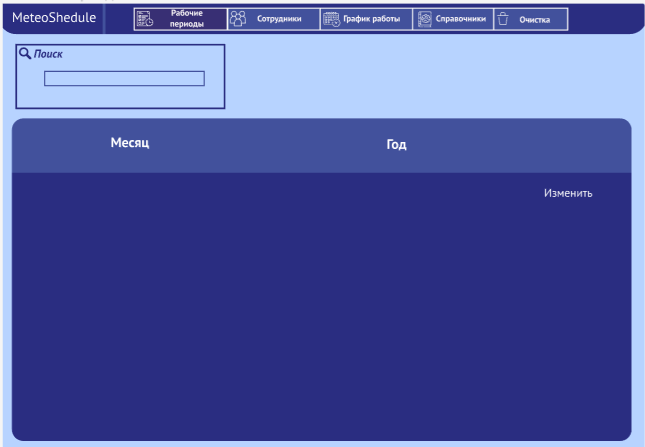 MeteoShedule
Рабочие
периоды
Сотрудники
График работы
Справочники
Очистка
Поиск
Месяц
Год
Изменить